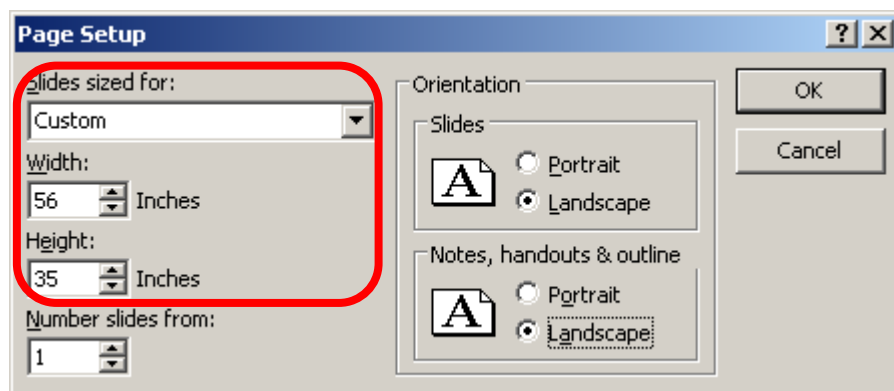 Page Setup
Slides sized for:
Custom
Width:
56 Inches
Height:
35 Inches
Number slides from:
1
Orientation
Slides
A
Portrait
Landscape
Notes, handouts & outline
A
Portrait
Landscape
OK
Cancel